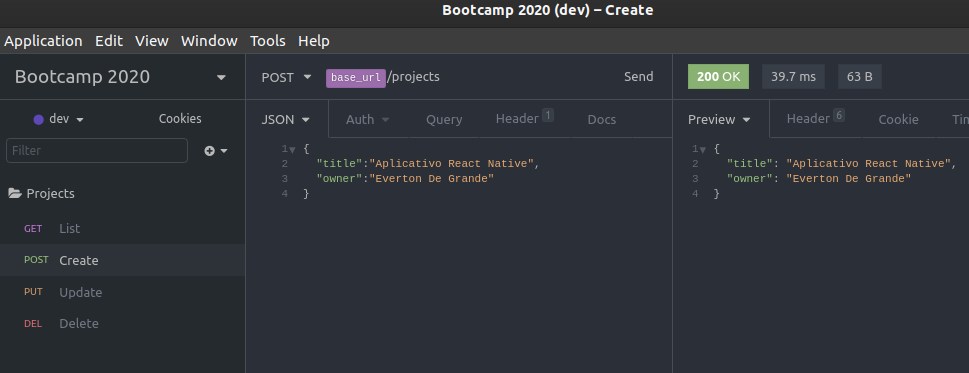 Bootcamp 2020 (dev) – Create
Application Edit View Window Tools Help
Bootcamp 2020
dev Cookies
Filter
Projects
GET List
POST Create
PUT Update
DEL Delete
POST base_url/projects Send
JSON Auth Query Header 1 Docs
1 {
2 "title":"Aplicativo React Native",
3 "owner":"Everton De Grande"
4 }
200 OK 39.7 ms 63 B
Preview Header 6 Cookie Tin
1 {
2 "title": "Aplicativo React Native",
3 "owner": "Everton De Grande"
4 }